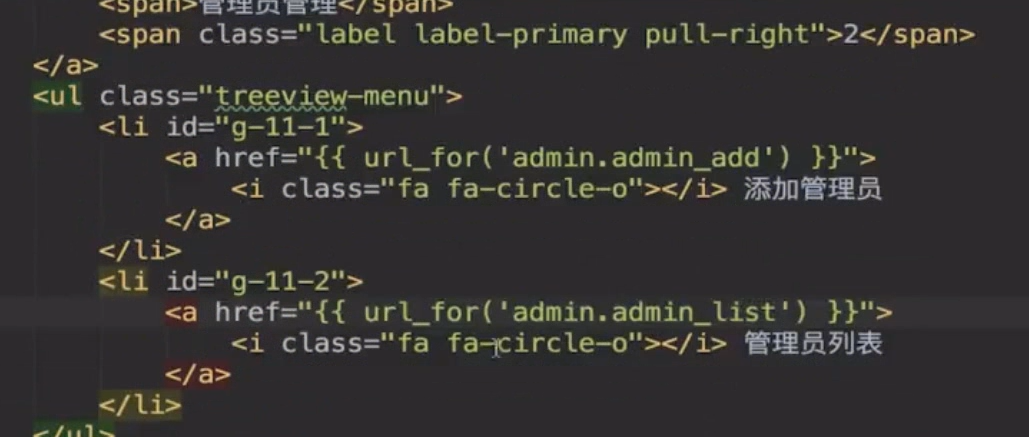 <span>管理员管理</span>
<span class="label label-primary pull-right">2</span>
</a>
<ul class="treeview-menu">
<li id="g-11-1">
<a href="{{ url_for('admin.admin_add') }}">
<i class="fa fa-circle-o"></i> 添加管理员
</a>
</li>
<li id="g-11-2">
<a href="{{ url_for('admin.admin_list') }}">
<i class="fa fa-circle-o"></i> 管理员列表
</a>
</li>
</ul>